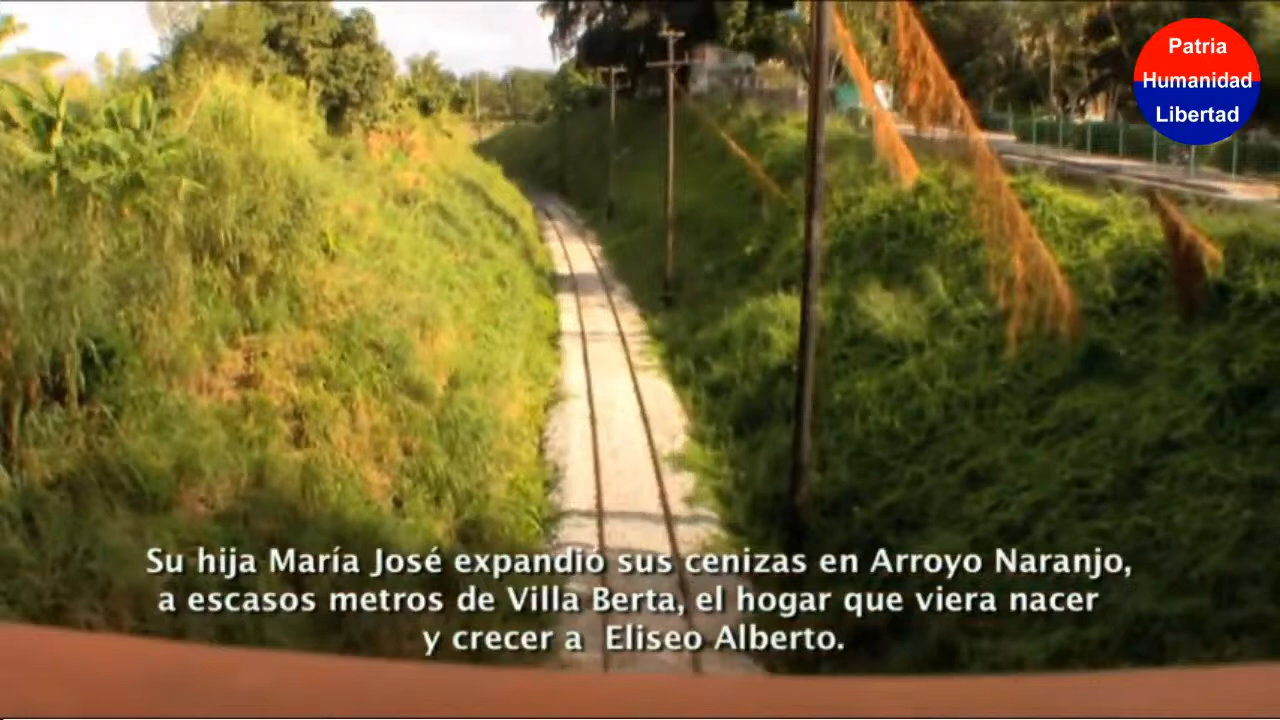 Patria
Humanidad
Libertad
Su hija María José expandió sus cenizas en Arroyo Naranjo,
a escasos metros de Villa Berta, el hogar que viera nacer
y crecer a Eliseo Alberto.